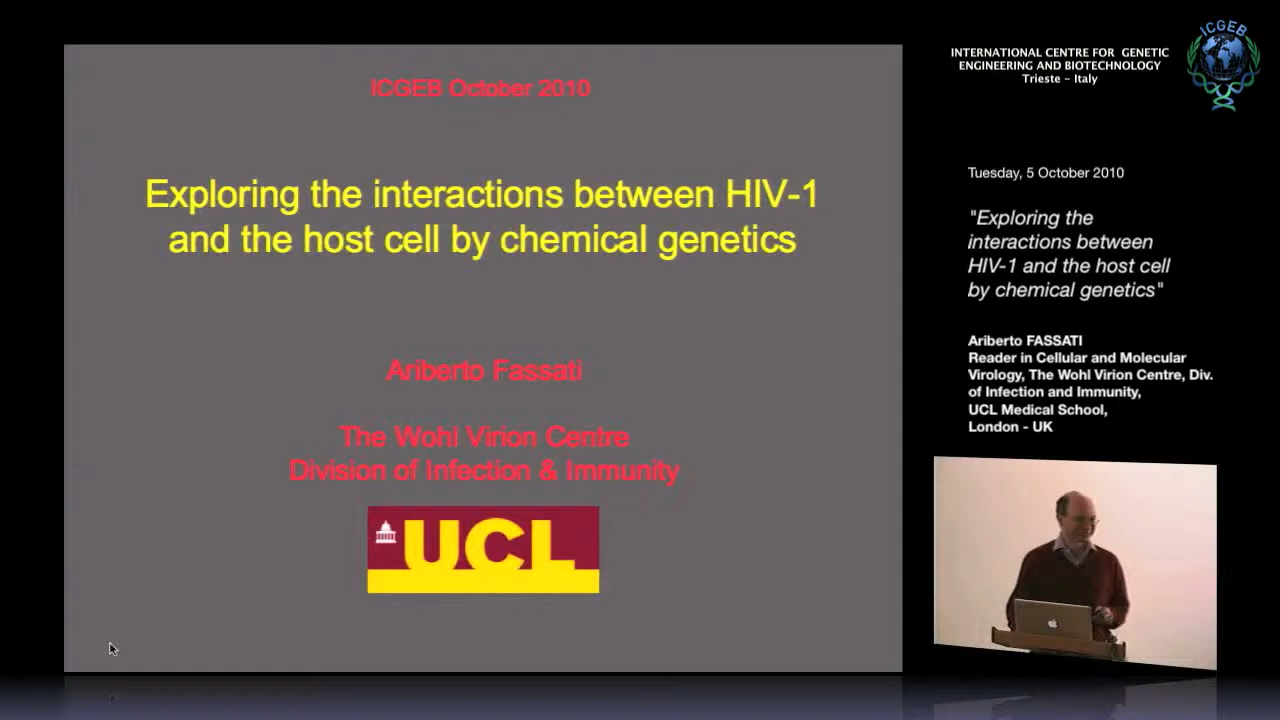 ICGEB October 2010
Exploring the interactions between HIV-1
and the host cell by chemical genetics
Ariberto Fassati
The Wohl Virion Centre
Division of Infection & Immunity
UCL
INTERNATIONAL CENTRE FOR GENETIC
ENGINEERING AND BIOTECHNOLOGY
Trieste - Italy
ICGEB
Tuesday, 5 October 2010
"Exploring the
interactions between
HIV-1 and the host cell
by chemical genetics"
Ariberto FASSATI
Reader in Cellular and Molecular
Virology, The Wohl Virion Centre, Div.
of Infection and Immunity,
UCL Medical School,
London - UK